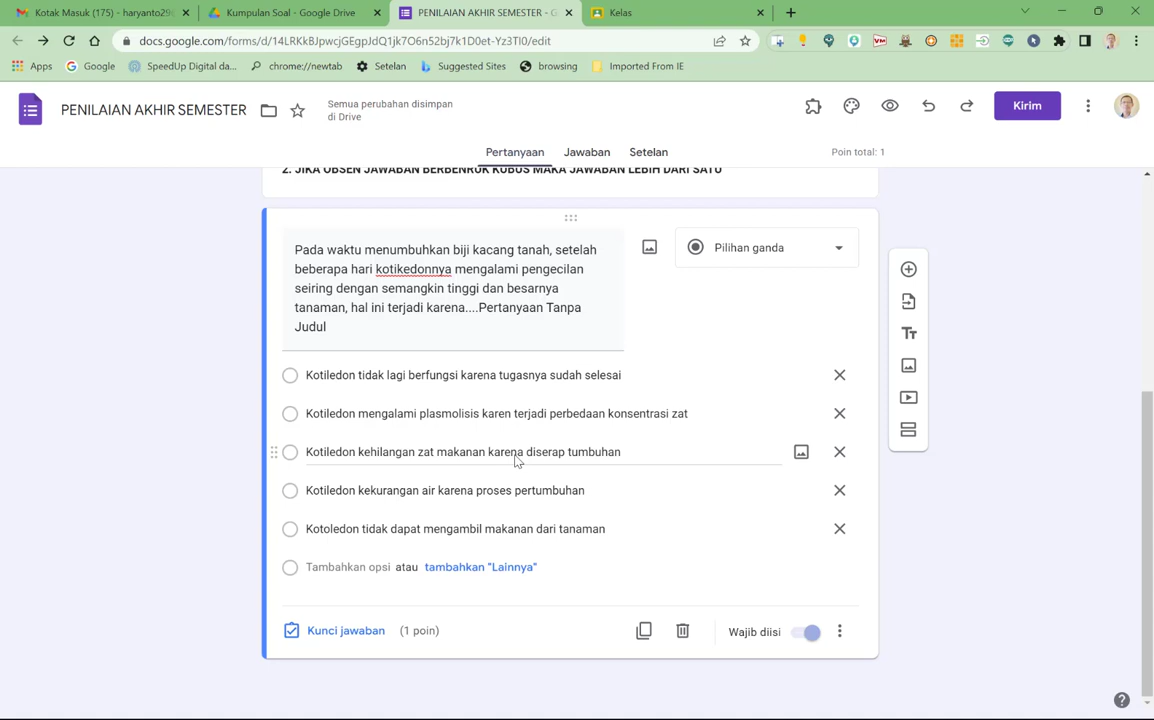 Kotak Masuk (175) - haryanto29
Kumpulan Soal - Google Drive
PENILAIAN AKHIR SEMESTER - G
Kelas
docs.google.com/forms/d/14LRKkBJpwcjGEgpJdQ1jk7O6n52bj7k1D0et-Yz3TI0/edit
Apps
Google
SpeedUp Digital da...
chrome://newtab
Setelan
Suggested Sites
browsing
Imported From IE
PENILAIAN AKHIR SEMESTER
Semua perubahan disimpan
di Drive
Kirim
Pertanyaan
Jawaban
Setelan
Poin total: 1
2. JIKA OBSEN JAWABAN BERBENRUK KUBUS MAKA JAWABAN LEBIH DARI SATU
Pada waktu menumbuhkan biji kacang tanah, setelah
beberapa hari kotikedonnya mengalami pengecilan
seiring dengan semangkin tinggi dan besarnya
tanaman, hal ini terjadi karena....Pertanyaan Tanpa
Judul
Pilihan ganda
Kotiledon tidak lagi berfungsi karena tugasnya sudah selesai
Kotiledon mengalami plasmolisis karen terjadi perbedaan konsentrasi zat
Kotiledon kehilangan zat makanan karena diserap tumbuhan
Kotiledon kekurangan air karena proses pertumbuhan
Kotoledon tidak dapat mengambil makanan dari tanaman
Tambahkan opsi atau tambahkan "Lainnya"
Kunci jawaban (1 poin)
Wajib diisi